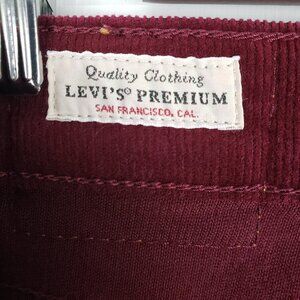 Quality Clothing
LEVI'S® PREMIUM
SAN FRANCISCO, CAL.